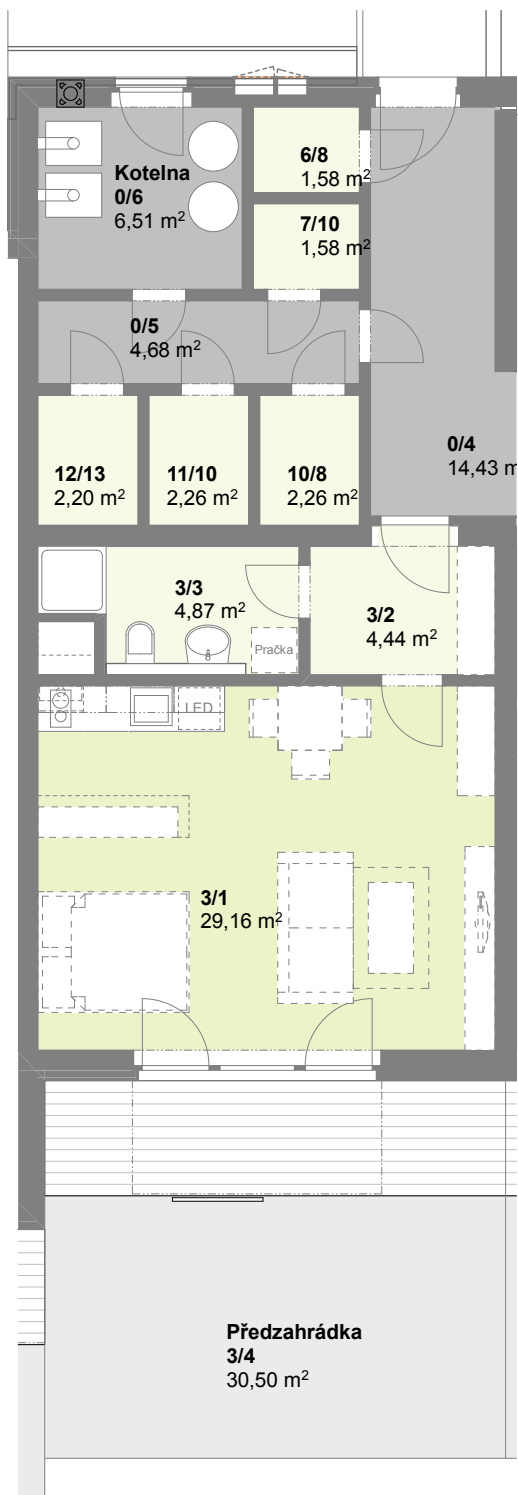 Kotelna
0/6
6,51 m²
6/8
1,58 m²
7/10
1,58 m²
0/5
4,68 m²
12/13
2,20 m²
11/10
2,26 m²
10/8
2,26 m²
0/4
14,43 m
3/3
4,87 m²
Pračka
3/2
4,44 m²
LED
3/1
29,16 m²
Předzahrádka
3/4
30,50 m²